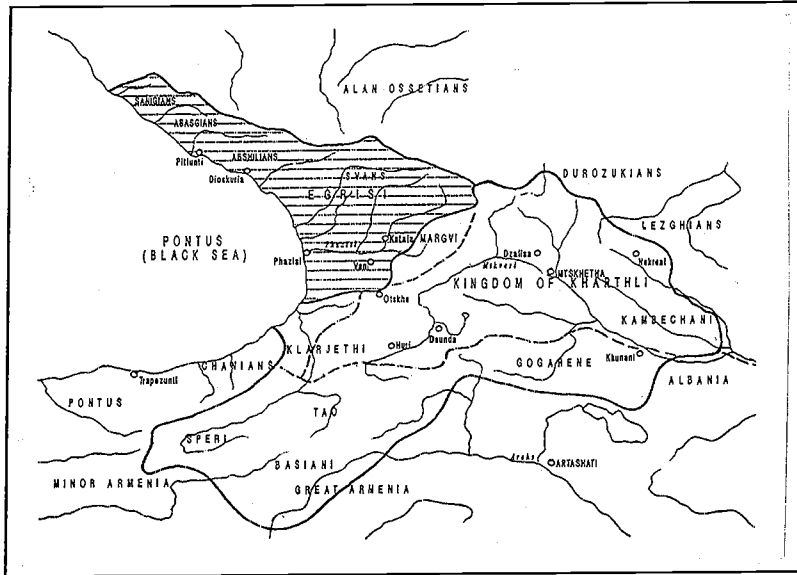 ALAN OSSETIANS
SANIGIANS
ABASGIANS
Pitiunti
ABSHILIANS
Dioskuria
SVANS
EGRISI
DUROZUKIANS
LEZGHIANS
PONTUS
(BLACK SEA)
Phazisi
Kutaia
MARGVI
Vani
Dzalisa
Nekresi
Mtkvari
MTSKHETHA
KINGDOM OF KHARTHLI
Otskhe
KAMBECHANI
Daunda
Huri
KLARJETHI
CHANIANS
GOGARENE
Khunani
ALBANIA
Trapezunti
PONTUS
TAO
SPERI
BASIANI
Araks
ARTASHATI
MINOR ARMENIA
GREAT ARMENIA